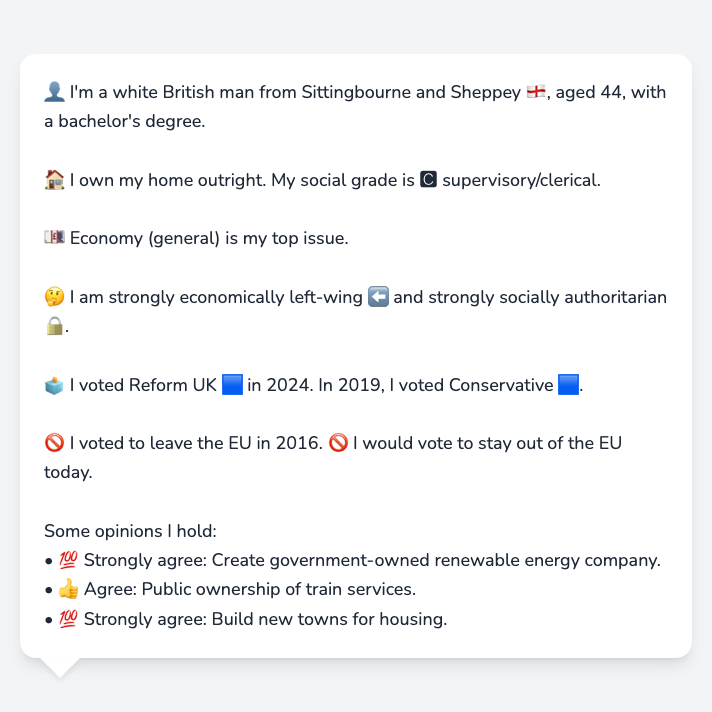 👤 I'm a white British man from Sittingbourne and Sheppey 🏴󠁧󠁢󠁥󠁮󠁧󠁿, aged 44, with
a bachelor's degree.
🏠 I own my home outright. My social grade is 🅲 supervisory/clerical.
💷 Economy (general) is my top issue.
🤔 I am strongly economically left-wing ⬅️ and strongly socially authoritarian
🔒.
🗳️ I voted Reform UK 🟦 in 2024. In 2019, I voted Conservative 🟦.
🚫 I voted to leave the EU in 2016. 🚫 I would vote to stay out of the EU
today.
Some opinions I hold:
• 💯 Strongly agree: Create government-owned renewable energy company.
• 👍 Agree: Public ownership of train services.
• 💯 Strongly agree: Build new towns for housing.